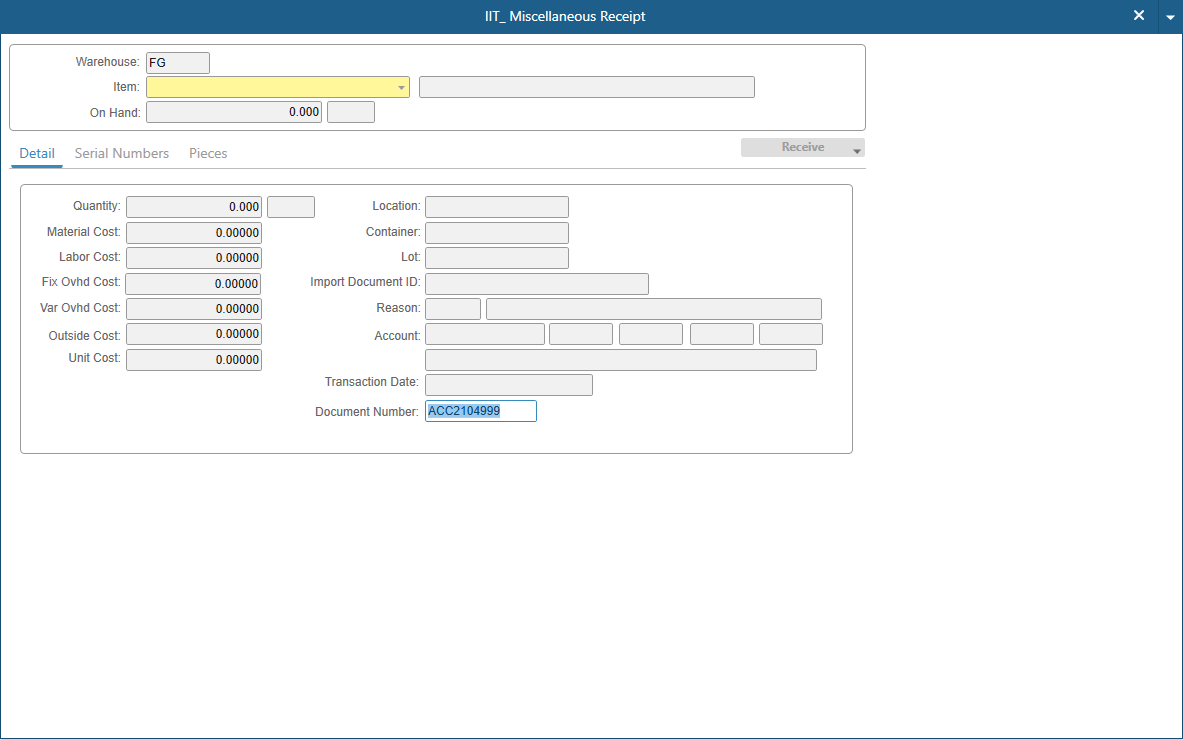 IIT_ Miscellaneous Receipt
Warehouse: FG
Item:
On Hand: 0.000
Detail Serial Numbers Pieces Receive
Quantity: 0.000 Location:
Material Cost: 0.00000 Container:
Labor Cost: 0.00000 Lot:
Fix Ovhd Cost: 0.00000 Import Document ID:
Var Ovhd Cost: 0.00000 Reason:
Outside Cost: 0.00000 Account:
Unit Cost: 0.00000
Transaction Date:
Document Number: ACC2104999